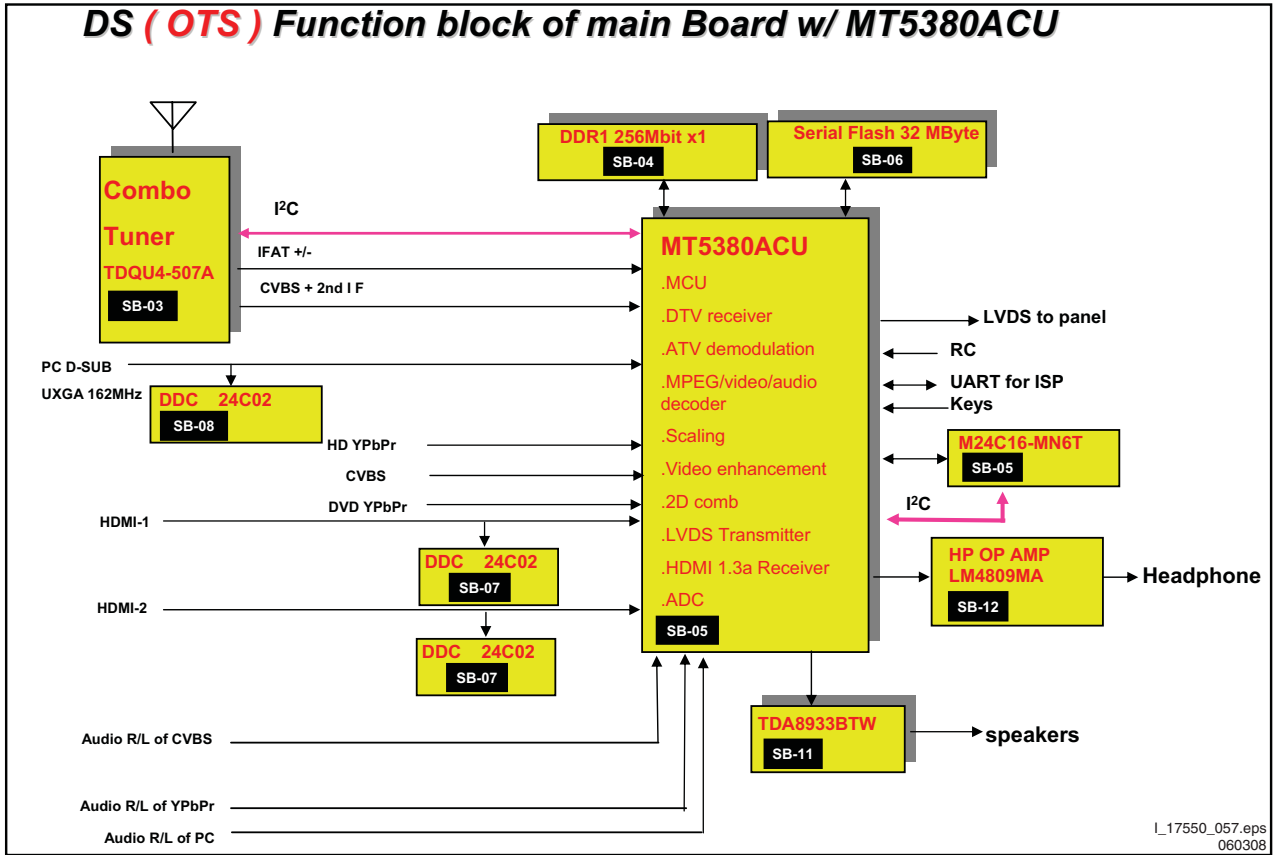 DS ( OTS ) Function block of main Board w/ MT5380ACU
DDR1 256Mbit x1
SB-04
Serial Flash 32 MByte
SB-06
Combo
Tuner
TDQU4-507A
SB-03
I²C
IFAT +/-
CVBS + 2nd I F
PC D-SUB
UXGA 162MHz
DDC 24C02
SB-08
HD YPbPr
CVBS
DVD YPbPr
HDMI-1
DDC 24C02
SB-07
HDMI-2
DDC 24C02
SB-07
Audio R/L of CVBS
Audio R/L of YPbPr
Audio R/L of PC
MT5380ACU
.MCU
.DTV receiver
.ATV demodulation
.MPEG/video/audio
decoder
.Scaling
.Video enhancement
.2D comb
.LVDS Transmitter
.HDMI 1.3a Receiver
.ADC
SB-05
LVDS to panel
RC
UART for ISP
Keys
M24C16-MN6T
SB-05
I²C
HP OP AMP
LM4809MA
SB-12
Headphone
TDA8933BTW
SB-11
speakers
I_17550_057.eps
060308